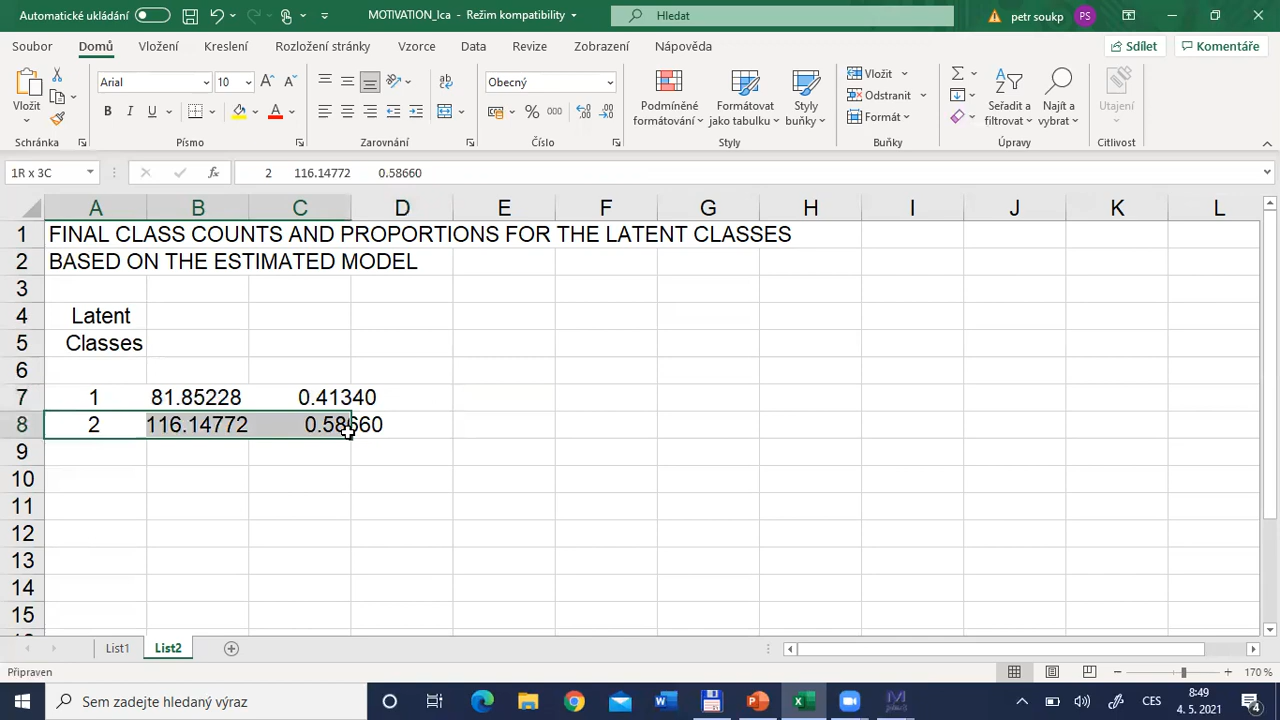 Automatické ukládání
MOTIVATION_lca - Režim kompatibility
Hledat
petr soukp
PS
Soubor
Domů
Vložení
Kreslení
Rozložení stránky
Vzorce
Data
Revize
Zobrazení
Nápověda
Sdílet
Komentáře
Vložit
Arial
10
Obecný
Podmíněné formátování
Formátovat jako tabulku
Styly buňky
Vložit
Odstranit
Formát
Seřadit a filtrovat
Najít a vybrat
Utajení
Schránka
Písmo
Zarovnání
Číslo
Styly
Buňky
Úpravy
Citlivost
1R x 3C
2 116.14772 0.58660
A B C D E F G H I J K L
1 FINAL CLASS COUNTS AND PROPORTIONS FOR THE LATENT CLASSES
2 BASED ON THE ESTIMATED MODEL
3
4 Latent
5 Classes
6
7 1 81.85228 0.41340
8 2 116.14772 0.58660
9
10
11
12
13
14
15
List1
List2
Připraven
170 %
Sem zadejte hledaný výraz
CES
8:49
4. 5. 2021
4